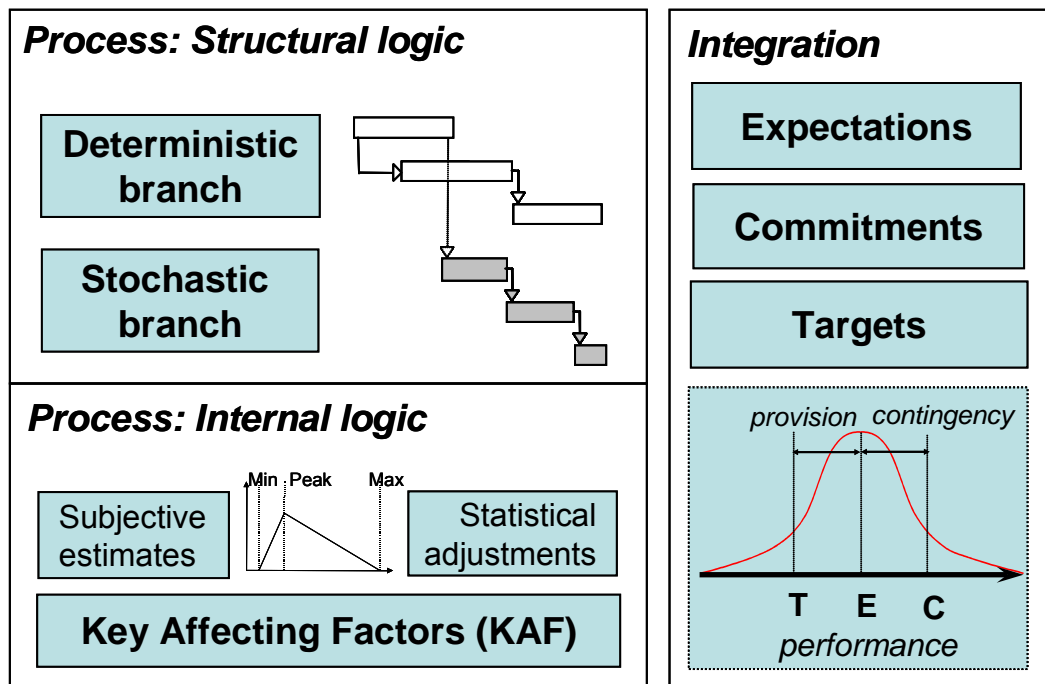 Process: Structural logic
Deterministic
branch
Stochastic
branch
Process: Internal logic
Min Peak Max
Subjective
estimates
Statistical
adjustments
Key Affecting Factors (KAF)
Integration
Expectations
Commitments
Targets
provision contingency
T E C
performance